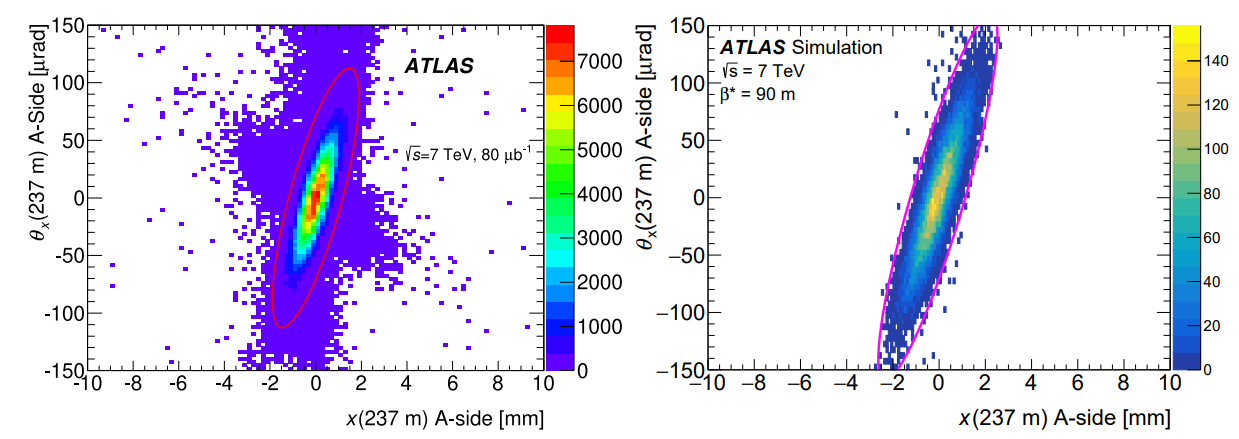 θx(237 m) A-Side [μrad]
150
100
50
0
-50
-100
-150
ATLAS
√s=7 TeV, 80 μb-1
7000
6000
5000
4000
3000
2000
1000
0
-10 -8 -6 -4 -2 0 2 4 6 8 10
x(237 m) A-side [mm]
θx(237 m) A-side [μrad]
150
100
50
0
−50
−100
−150
ATLAS Simulation
√s = 7 TeV
β* = 90 m
140
120
100
80
60
40
20
0
−10 −8 −6 −4 −2 0 2 4 6 8 10
x(237 m) A-side [mm]